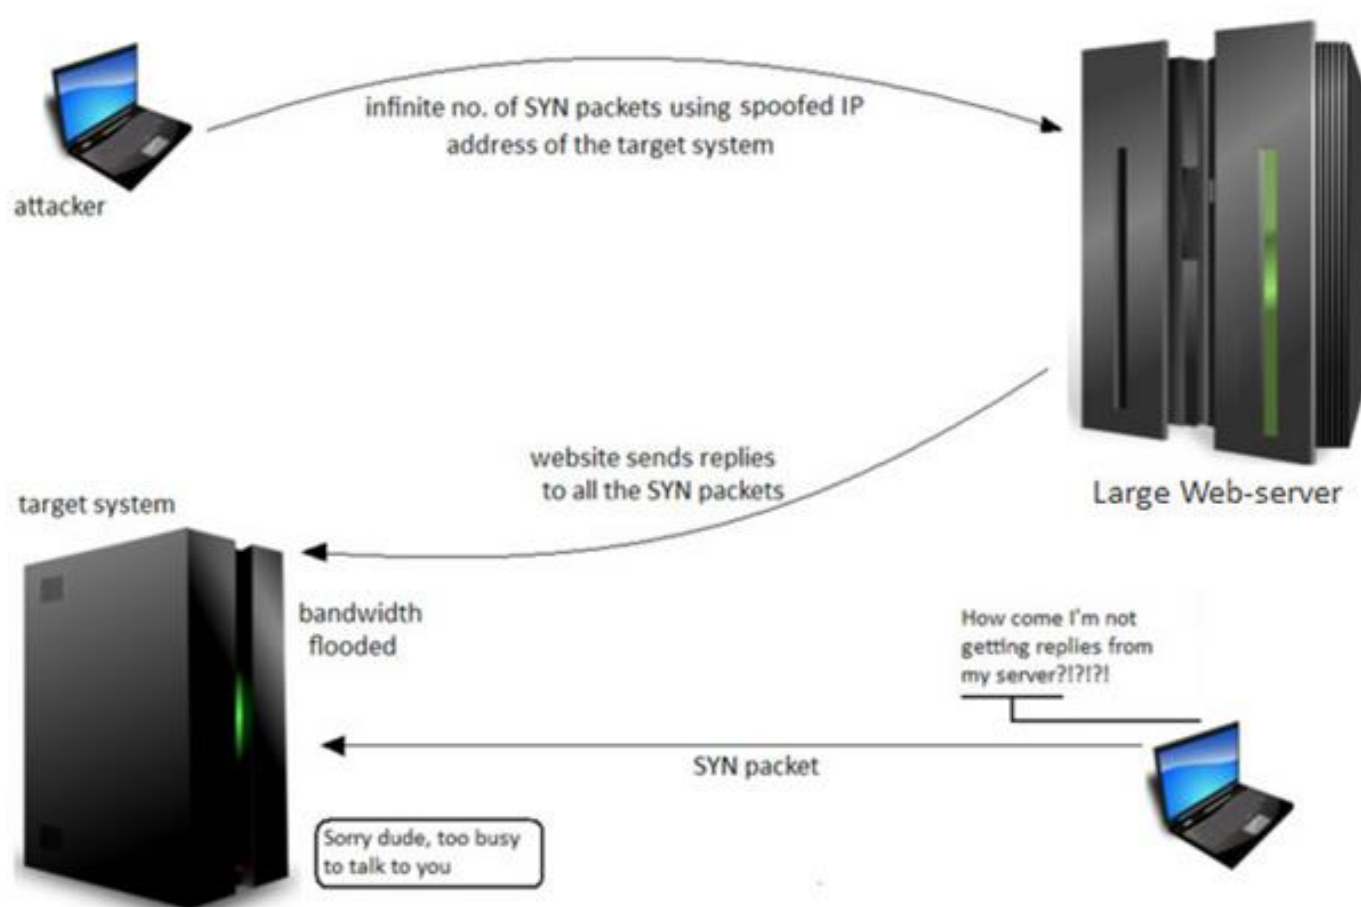 infinite no. of SYN packets using spoofed IP
address of the target system
attacker
website sends replies
to all the SYN packets
Large Web-server
target system
bandwidth
flooded
How come I'm not
getting replies from
my server?!?!?!
SYN packet
Sorry dude, too busy
to talk to you